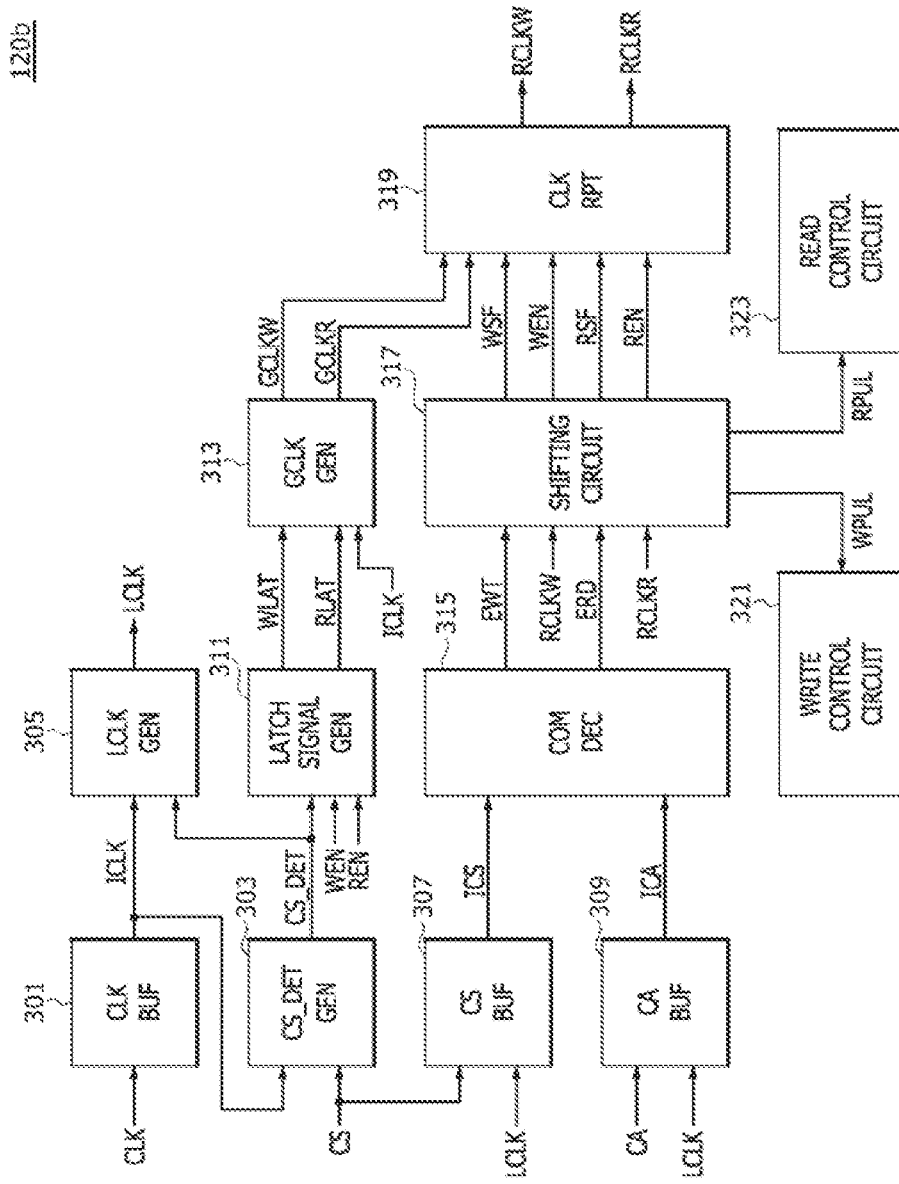 120b
301
CLK
BUF
CLK
ICLK
305
LCLK
GEN
LCLK
303
CS_DET
GEN
CS
CS_DET
WEN
REN
311
LATCH
SIGNAL
GEN
WLAT
RLAT
ICLK
313
GCLK
GEN
GCLKW
GCLKR
307
CS
BUF
LCLK
ICS
309
CA
BUF
CA
LCLK
ICA
315
COM
DEC
EWT
RCLKW
ERD
RCLKR
317
SHIFTING
CIRCUIT
WSF
WEN
RSF
REN
319
CLK
RPT
RCLKW
RCLKR
WPUL
RPUL
321
WRITE
CONTROL
CIRCUIT
323
READ
CONTROL
CIRCUIT